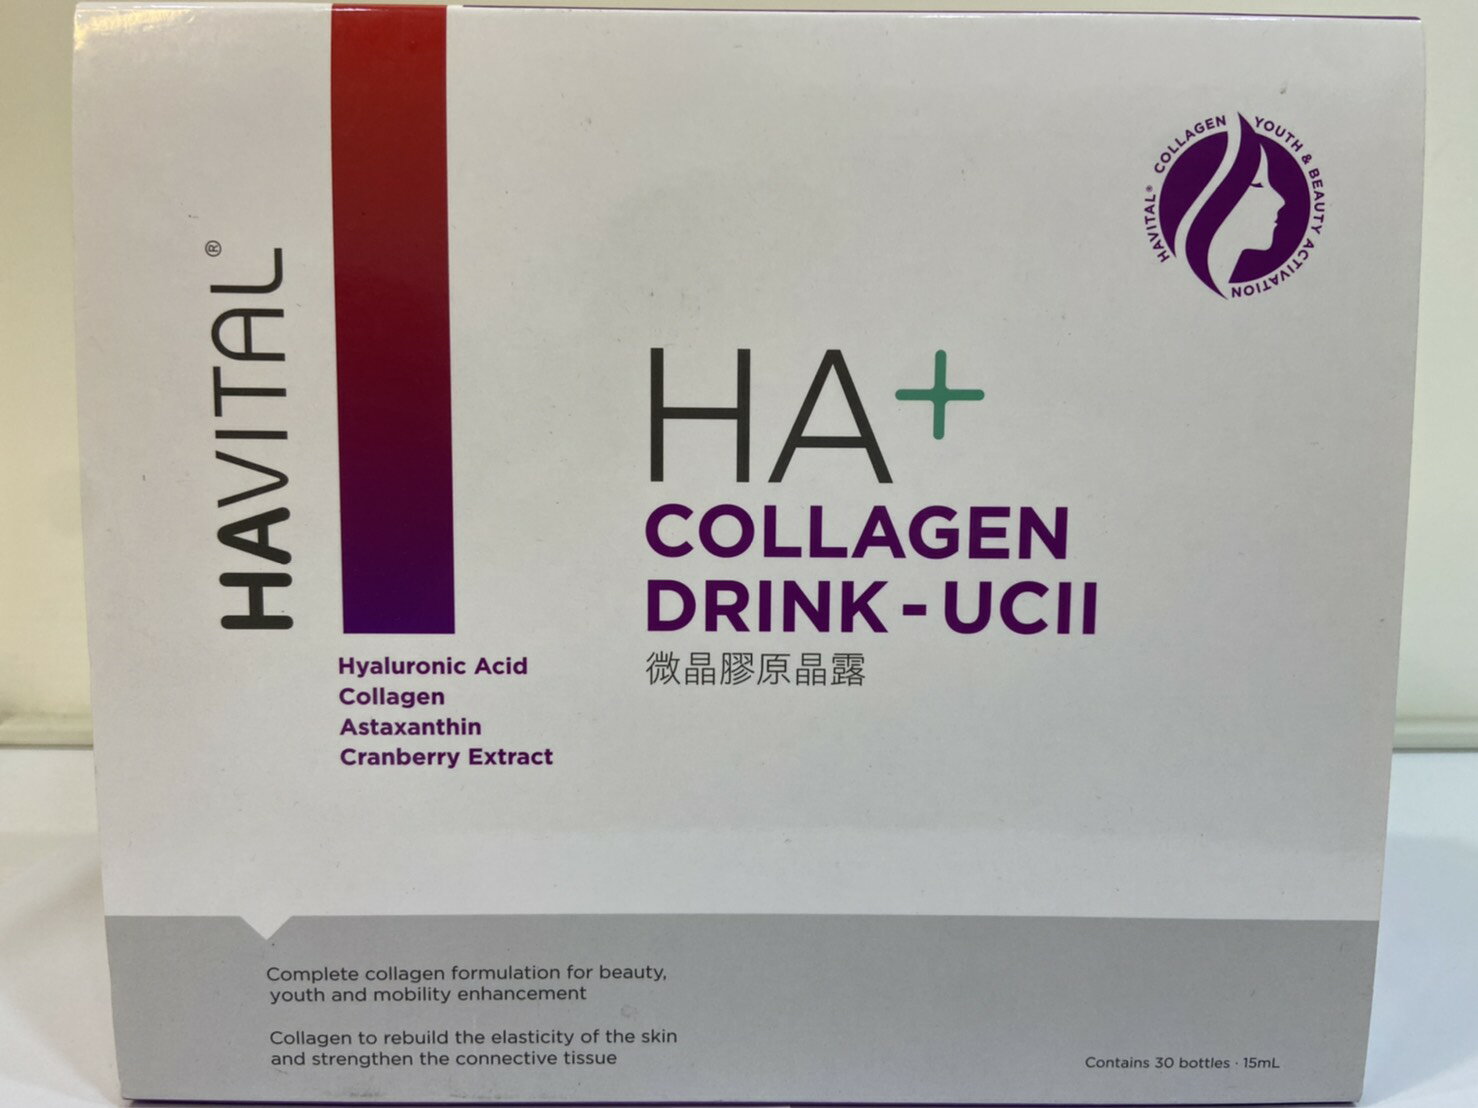 HAVITAL®
HAVITAL® COLLAGEN YOUTH & BEAUTY ACTIVATION
HA+
COLLAGEN
DRINK - UCII
微晶膠原晶露
Hyaluronic Acid
Collagen
Astaxanthin
Cranberry Extract
Complete collagen formulation for beauty,
youth and mobility enhancement
Collagen to rebuild the elasticity of the skin
and strengthen the connective tissue
Contains 30 bottles · 15mL